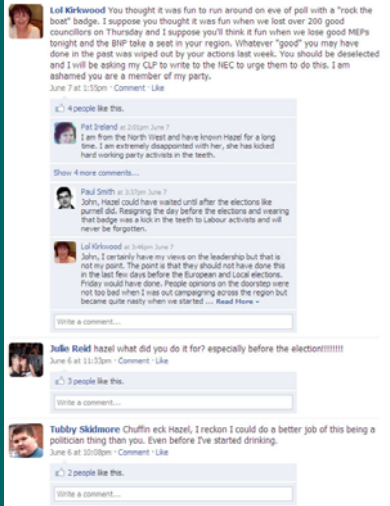 Lol Kirkwood You thought it was fun to run around on eve of poll with a "rock the
boat" badge. I suppose you thought it was fun when we lost over 200 good
councillors on Thursday and I suppose you'll think it fun when we lose good MEPs
tonight and the BNP take a seat in your region. Whatever "good" you may have
done in the past was wiped out by your actions last week. You should be deselected
and I will be asking my CLP to write to the NEC to urge them to do this. I am
ashamed you are a member of my party.
June 7 at 1:55pm · Comment · Like
4 people like this.
Pat Ireland at 2:01pm June 7
I am from the North West and have known Hazel for a long
time. I am extremely disappointed with her, she has kicked
hard working party activists in the teeth.
Show 4 more comments...
Paul Smith at 3:37pm June 7
John, Hazel could have waited until after the elections like
purnell did. Resigning the day before the elections and wearing
that badge was a kick in the teeth to Labour activists and will
never be forgotten.
Lol Kirkwood at 3:46pm June 7
John, I certainly have my views on the leadership but that is
not my point. The point is that they should not have done this
in the last few days before the European and Local elections.
Friday would have done. People opinions on the doorstep were
not too bad when I was out campaigning across the region but
became quite nasty when we started ... Read More
Write a comment...
Julie Reid hazel what did you do it for? especially before the election!!!!!!!!
June 6 at 11:33pm · Comment · Like
3 people like this.
Write a comment...
Tubby Skidmore Chuffin eck Hazel, I reckon I could do a better job of this being a
politician thing than you. Even before I've started drinking.
June 6 at 10:08pm · Comment · Like
2 people like this.
Write a comment...